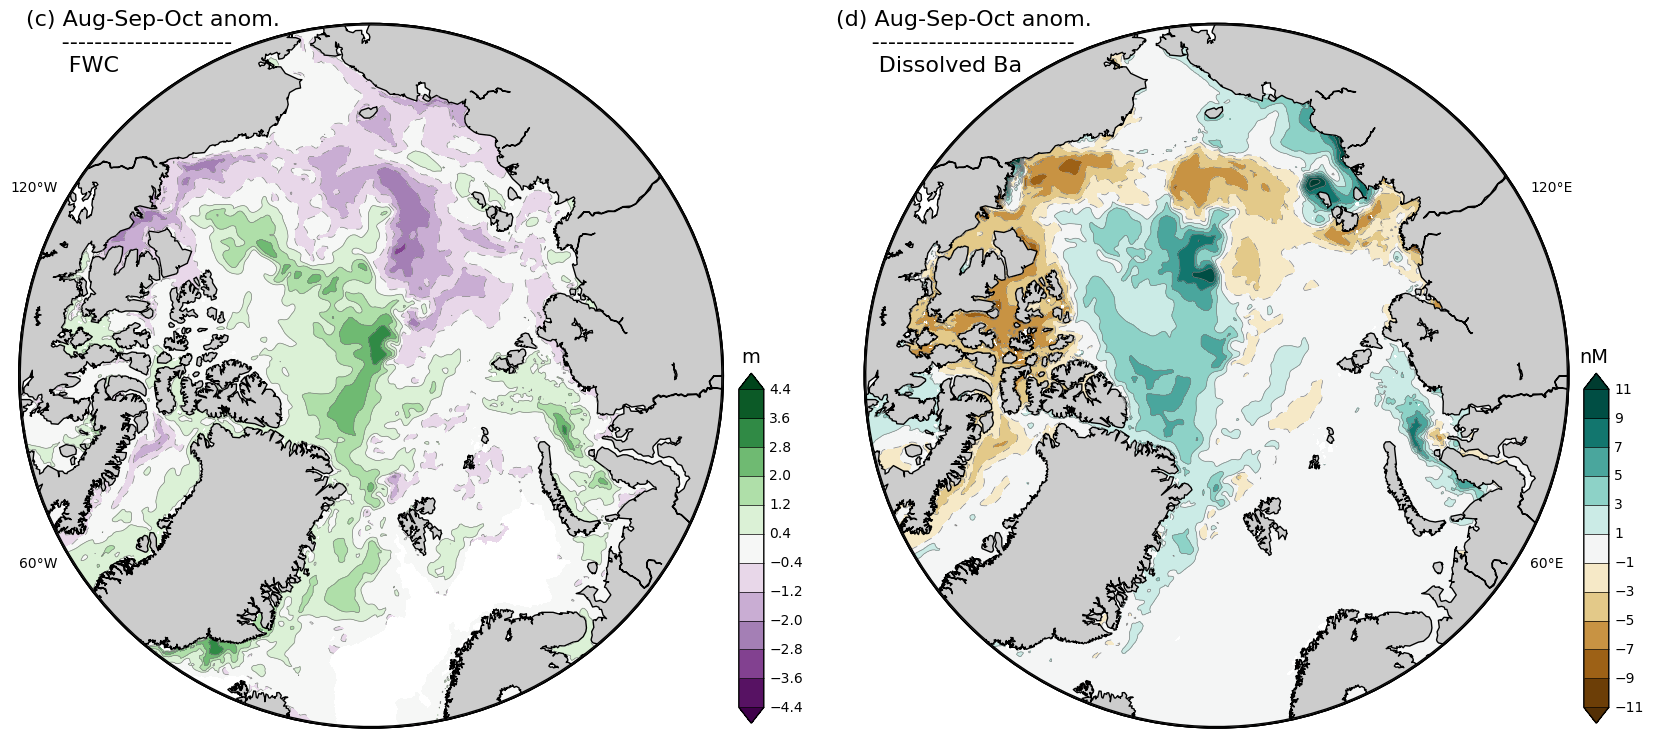 (c) Aug-Sep-Oct anom.
---------------------
FWC
120°W
60°W
m
4.4
3.6
2.8
2.0
1.2
0.4
−0.4
−1.2
−2.0
−2.8
−3.6
−4.4
(d) Aug-Sep-Oct anom.
-------------------------
Dissolved Ba
120°E
60°E
nM
11
9
7
5
3
1
−1
−3
−5
−7
−9
−11